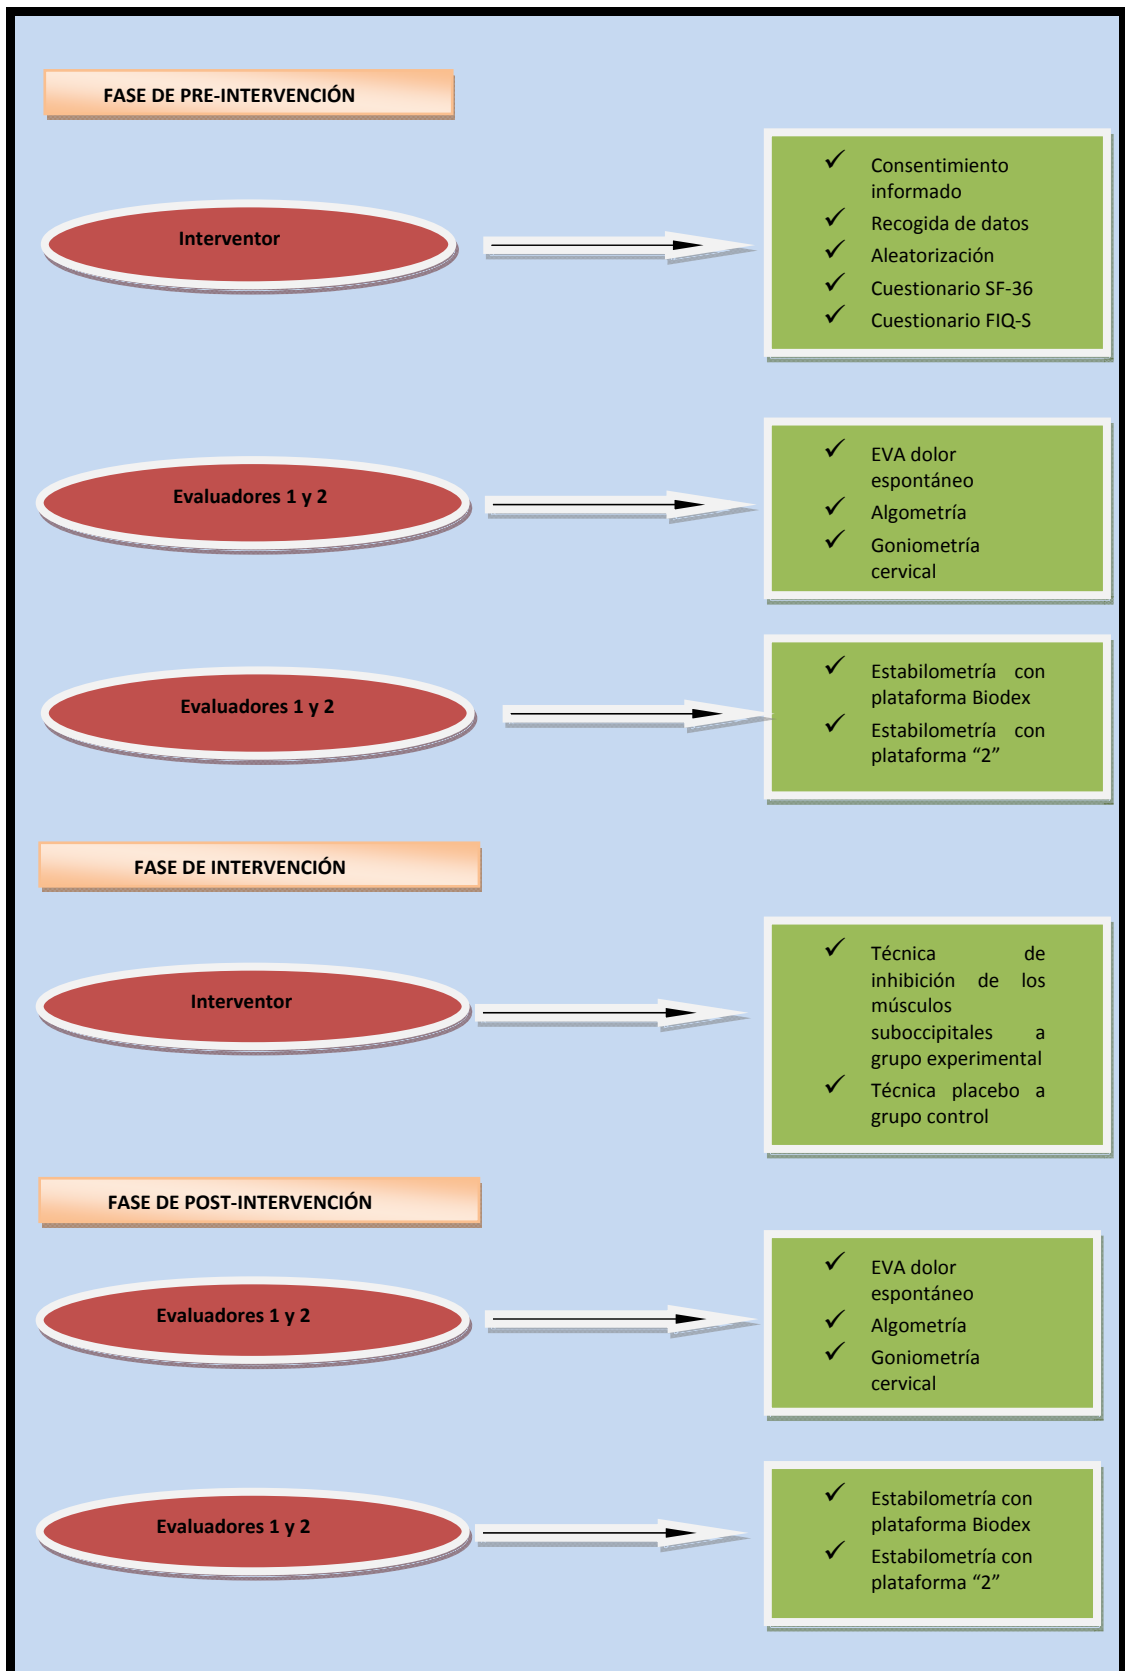 FASE DE PRE-INTERVENCIÓN
Interventor
✓ Consentimiento
informado
✓ Recogida de datos
✓ Aleatorización
✓ Cuestionario SF-36
✓ Cuestionario FIQ-S
Evaluadores 1 y 2
✓ EVA dolor
espontáneo
✓ Algometría
✓ Goniometría
cervical
Evaluadores 1 y 2
✓ Estabilometría con
plataforma Biodex
✓ Estabilometría con
plataforma “2”
FASE DE INTERVENCIÓN
Interventor
✓ Técnica de
inhibición de los
músculos
suboccipitales a
grupo experimental
✓ Técnica placebo a
grupo control
FASE DE POST-INTERVENCIÓN
Evaluadores 1 y 2
✓ EVA dolor
espontáneo
✓ Algometría
✓ Goniometría
cervical
Evaluadores 1 y 2
✓ Estabilometría con
plataforma Biodex
✓ Estabilometría con
plataforma “2”